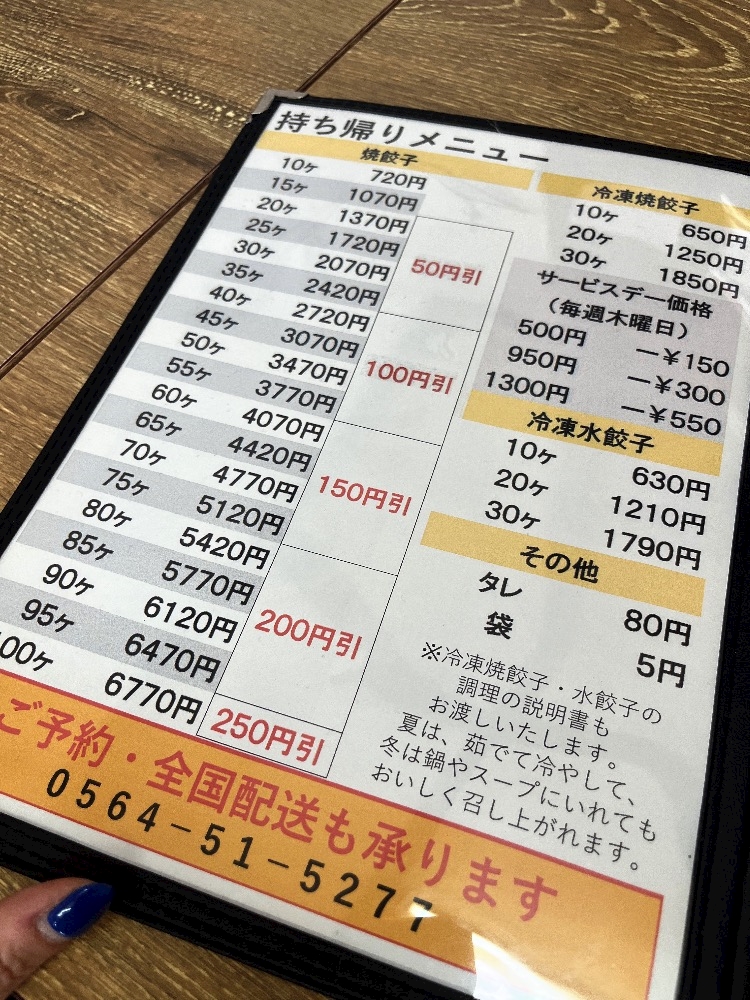 持ち帰りメニュー
焼餃子
10ヶ 720円
15ヶ 1070円
20ヶ 1370円
25ヶ 1720円
30ヶ 2070円
35ヶ 2420円
40ヶ 2720円
45ヶ 3070円
50ヶ 3470円
55ヶ 3770円
60ヶ 4070円
65ヶ 4420円
70ヶ 4770円
75ヶ 5120円
80ヶ 5420円
85ヶ 5770円
90ヶ 6120円
95ヶ 6470円
100ヶ 6770円
50円引
100円引
150円引
200円引
250円引
冷凍焼餃子
10ヶ 650円
20ヶ 1250円
30ヶ 1850円
サービスデー価格
（毎週木曜日）
500円 ー¥150
950円 ー¥300
1300円 ー¥550
冷凍水餃子
10ヶ 630円
20ヶ 1210円
30ヶ 1790円
その他
タレ 80円
袋 5円
※冷凍焼餃子・水餃子の
調理の説明書も
お渡しいたします。
夏は、茹でて冷やして、
冬は鍋やスープにいれても
おいしく召し上がれます。
ご予約・全国配送も承ります
0564-51-5277